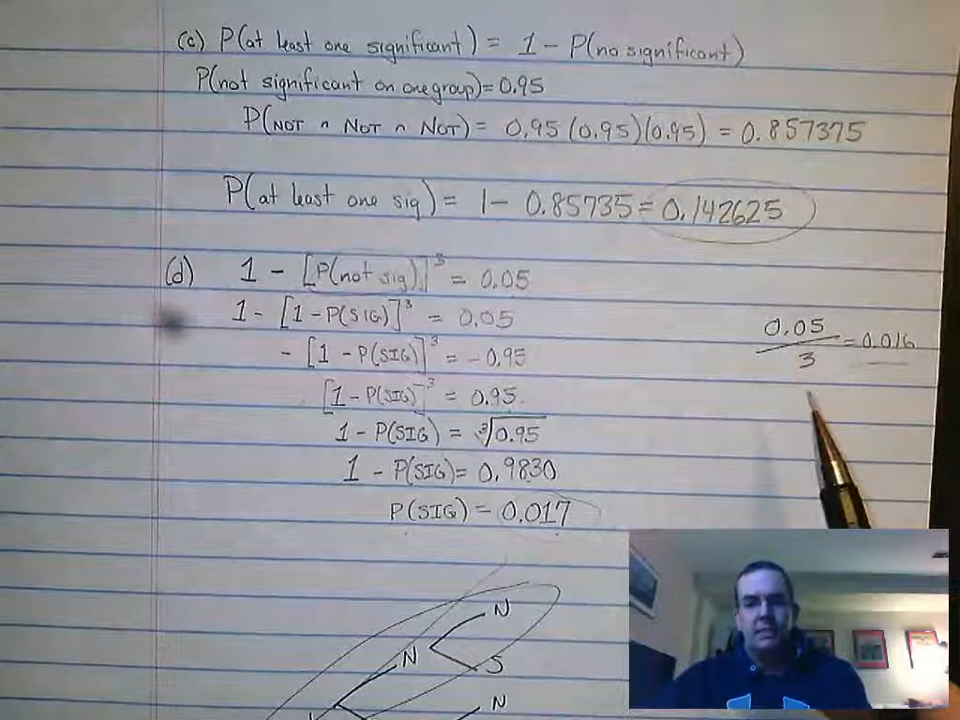 (c) P(at least one significant) = 1 - P(no significant)
P(not significant on one group) = 0.95
P(NOT ∩ NOT ∩ NOT) = 0.95 (0.95)(0.95) = 0.857375
P(at least one sig) = 1 - 0.85735 = 0.142625
(d) 1 - [P(not sig)]³ = 0.05
1 - [1 - P(SIG)]³ = 0.05
- [1 - P(SIG)]³ = -0.95
[1 - P(SIG)]³ = 0.95
1 - P(SIG) = ∛0.95
1 - P(SIG) = 0.9830
P(SIG) = 0.017
0.05/3 = 0.016
N
N
S
N